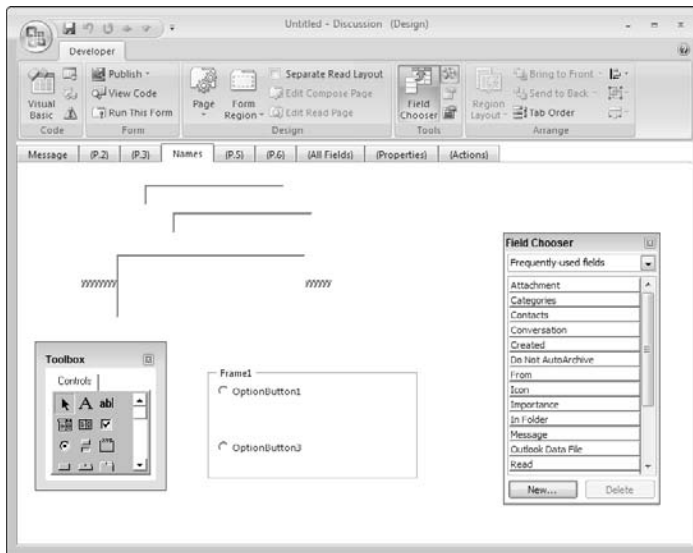 Untitled - Discussion (Design)
Developer
Visual Basic
Publish
View Code
Run This Form
Page
Form Region
Separate Read Layout
Edit Compose Page
Edit Read Page
Field Chooser
Region Layout
Bring to Front
Send to Back
Tab Order
Code
Form
Design
Tools
Arrange
Message (P.2) (P.3) Names (P.5) (P.6) (All Fields) (Properties) (Actions)
Field Chooser
Frequently-used fields
Attachment
Categories
Contacts
Conversation
Created
Do Not AutoArchive
From
Icon
Importance
In Folder
Message
Outlook Data File
Read
New... Delete
Toolbox
Controls
A abl
Frame1
OptionButton1
OptionButton3